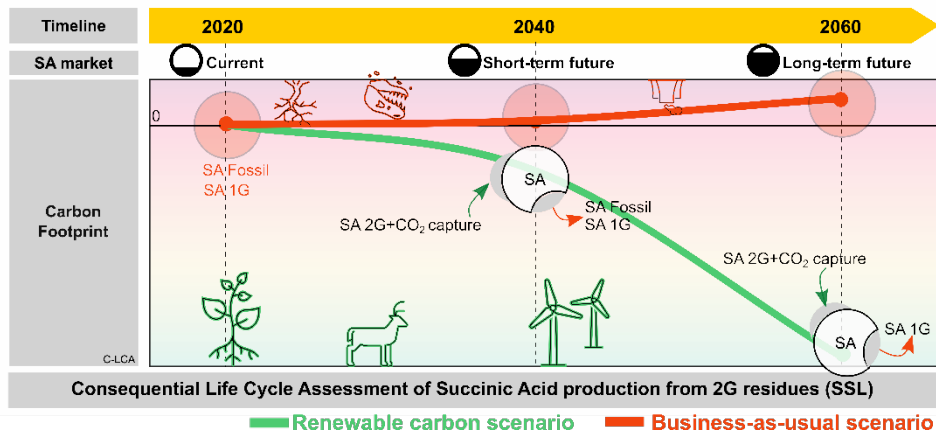 Timeline
2020
2040
2060
SA market
Current
Short-term future
Long-term future
0
SA Fossil
SA 1G
SA
SA 2G+CO₂ capture
SA Fossil
SA 1G
SA 2G+CO₂ capture
SA 1G
SA
Carbon
Footprint
C-LCA
Consequential Life Cycle Assessment of Succinic Acid production from 2G residues (SSL)
Renewable carbon scenario
Business-as-usual scenario